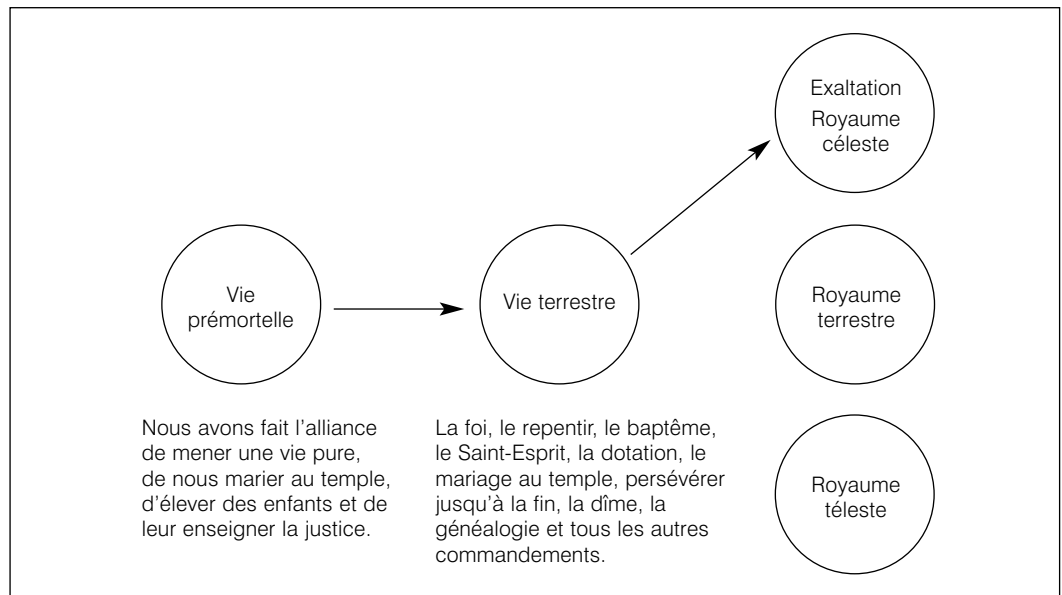 Exaltation
Royaume
céleste
Vie
prémortelle
Vie terrestre
Royaume
terrestre
Nous avons fait l’alliance
de mener une vie pure,
de nous marier au temple,
d’élever des enfants et de
leur enseigner la justice.
La foi, le repentir, le baptême,
le Saint-Esprit, la dotation, le
mariage au temple, persévérer
jusqu’à la fin, la dîme, la
généalogie et tous les autres
commandements.
Royaume
téleste